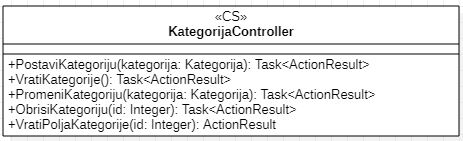 «CS»
KategorijaController
+PostaviKategoriju(kategorija: Kategorija): Task<ActionResult>
+VratiKategorije(): Task<ActionResult>
+PromeniKategoriju(kategorija: Kategorija): Task<ActionResult>
+ObrisiKategoriju(id: Integer): Task<ActionResult>
+VratiPoljaKategorije(id: Integer): ActionResult